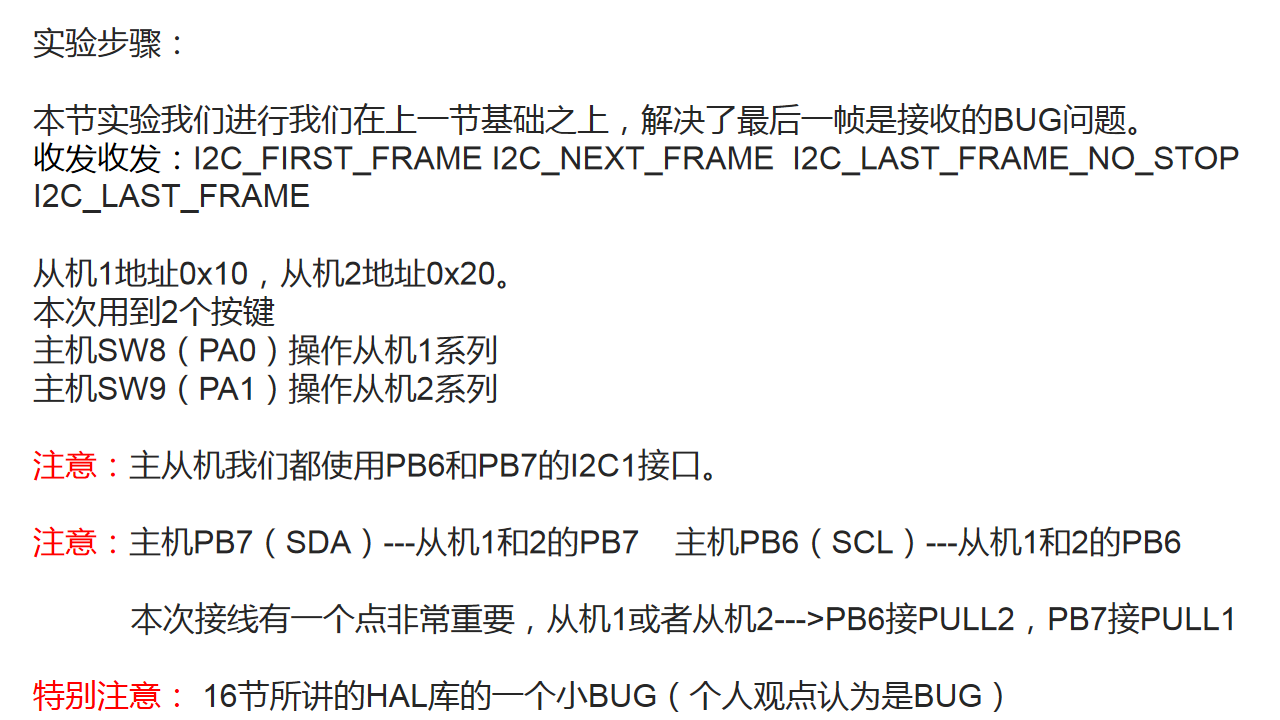 实验步骤：
本节实验我们进行我们在上一节基础之上，解决了最后一帧是接收的BUG问题。
收发收发：I2C_FIRST_FRAME I2C_NEXT_FRAME  I2C_LAST_FRAME_NO_STOP
I2C_LAST_FRAME
从机1地址0x10，从机2地址0x20。
本次用到2个按键
主机SW8（PA0）操作从机1系列
主机SW9（PA1）操作从机2系列
注意：主从机我们都使用PB6和PB7的I2C1接口。
注意：主机PB7（SDA）---从机1和2的PB7    主机PB6（SCL）---从机1和2的PB6
本次接线有一个点非常重要，从机1或者从机2--->PB6接PULL2，PB7接PULL1
特别注意： 16节所讲的HAL库的一个小BUG（个人观点认为是BUG）